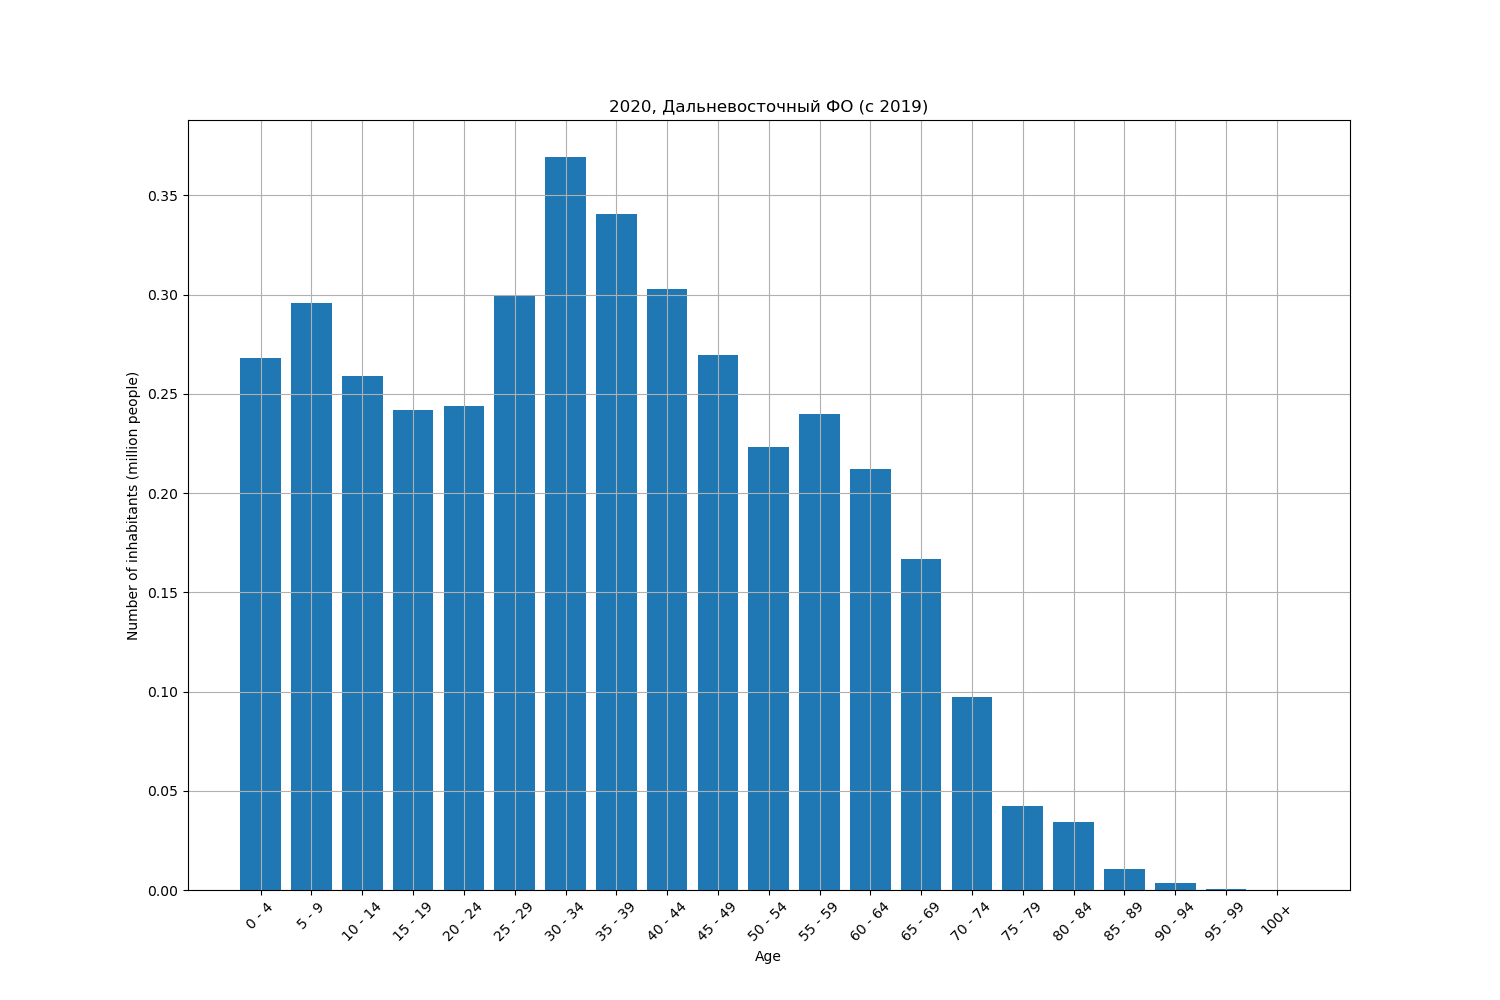 2020, Дальневосточный ФО (с 2019)
Number of inhabitants (million people)
0.35
0.30
0.25
0.20
0.15
0.10
0.05
0.00
0 - 4
5 - 9
10 - 14
15 - 19
20 - 24
25 - 29
30 - 34
35 - 39
40 - 44
45 - 49
50 - 54
55 - 59
60 - 64
65 - 69
70 - 74
75 - 79
80 - 84
85 - 89
90 - 94
95 - 99
100+
Age